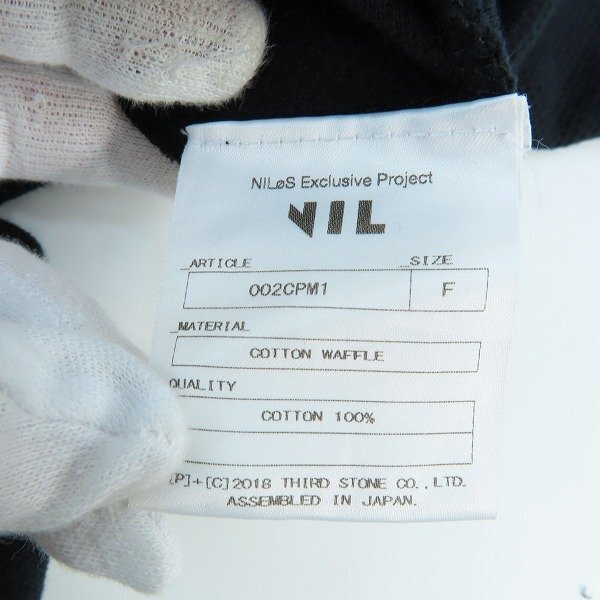 NILøS Exclusive Project
NIL
_ARTICLE _SIZE
002CPM1 F
_MATERIAL
COTTON WAFFLE
QUALITY
COTTON 100%
[P]+[C]2018 THIRD STONE CO.,LTD.
ASSEMBLED IN JAPAN.